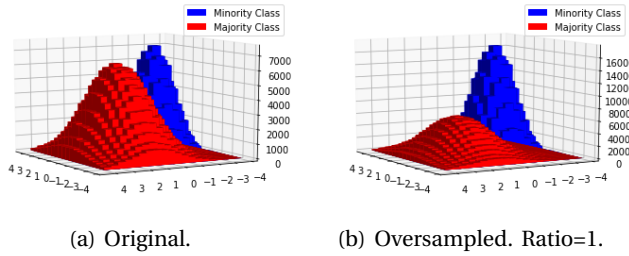 Minority Class
Majority Class
7000
6000
5000
4000
3000
2000
1000
0
4 3 2 1 0 -1 -2 -3 -4
4 3 2 1 0 -1 -2 -3 -4
(a) Original.
Minority Class
Majority Class
16000
14000
12000
10000
8000
6000
4000
2000
0
4 3 2 1 0 -1 -2 -3 -4
4 3 2 1 0 -1 -2 -3 -4
(b) Oversampled. Ratio=1.